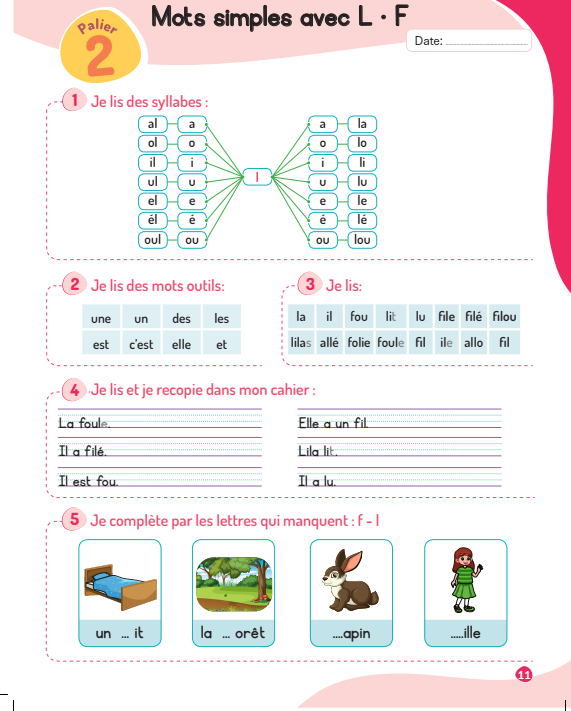 Mots simples avec L · F
Palier
2
Date: ........................
1 Je lis des syllabes :
al a a la
ol o o lo
il i i li
ul u l u lu
el e e le
él é é lé
oul ou ou lou
2 Je lis des mots outils:
une un des les
est c'est elle et
3 Je lis:
la il fou lit lu file filé filou
lilas allé folie foule fil ile allo fil
4 Je lis et je recopie dans mon cahier :
La foule.
Il a filé.
Il est fou.
Elle a un fil.
Lila lit.
Il a lu.
5 Je complète par les lettres qui manquent : f - l
un ... it
la ... orêt
....apin
.....ille
11